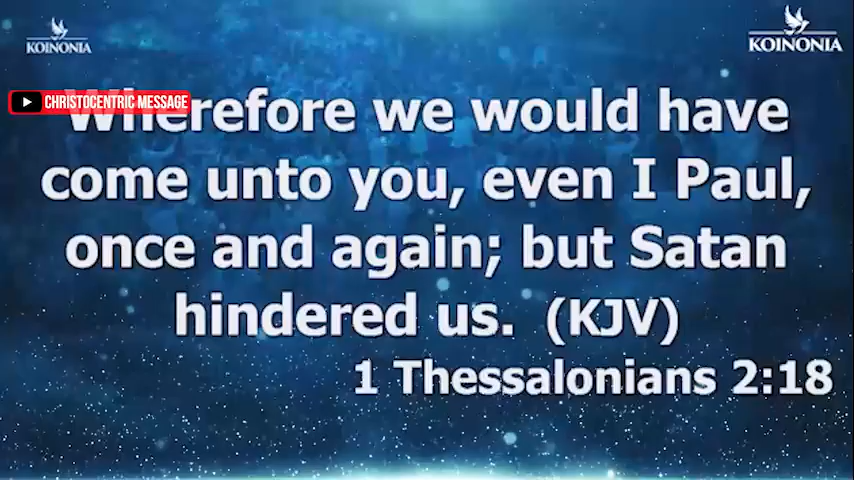 KOINONIA
KOINONIA
CHRISTOCENTRIC MESSAGE
Wherefore we would have
come unto you, even I Paul,
once and again; but Satan
hindered us. (KJV)
1 Thessalonians 2:18